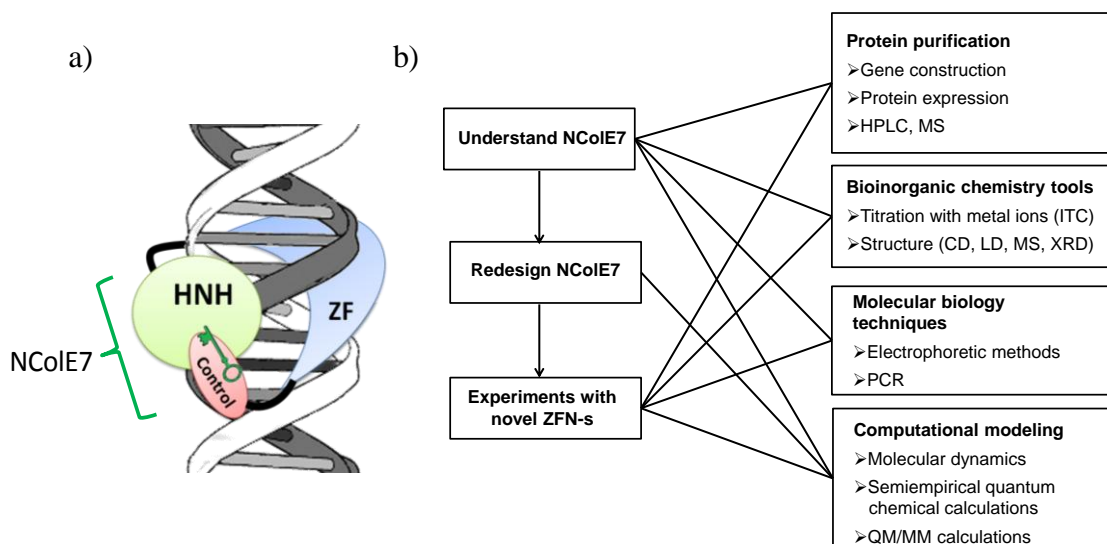 a)
HNH
ZF
Control
NColE7
b)
Understand NColE7
Redesign NColE7
Experiments with
novel ZFN-s
Protein purification
➢Gene construction
➢Protein expression
➢HPLC, MS
Bioinorganic chemistry tools
➢Titration with metal ions (ITC)
➢Structure (CD, LD, MS, XRD)
Molecular biology
techniques
➢Electrophoretic methods
➢PCR
Computational modeling
➢Molecular dynamics
➢Semiempirical quantum
chemical calculations
➢QM/MM calculations